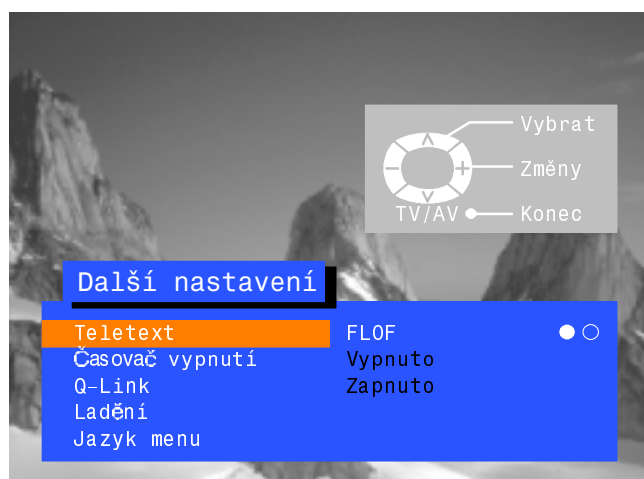 Vybrat
Změny
TV/AV Konec
Další nastavení
Teletext FLOF
Časovač vypnutí Vypnuto
Q-Link Zapnuto
Ladění
Jazyk menu